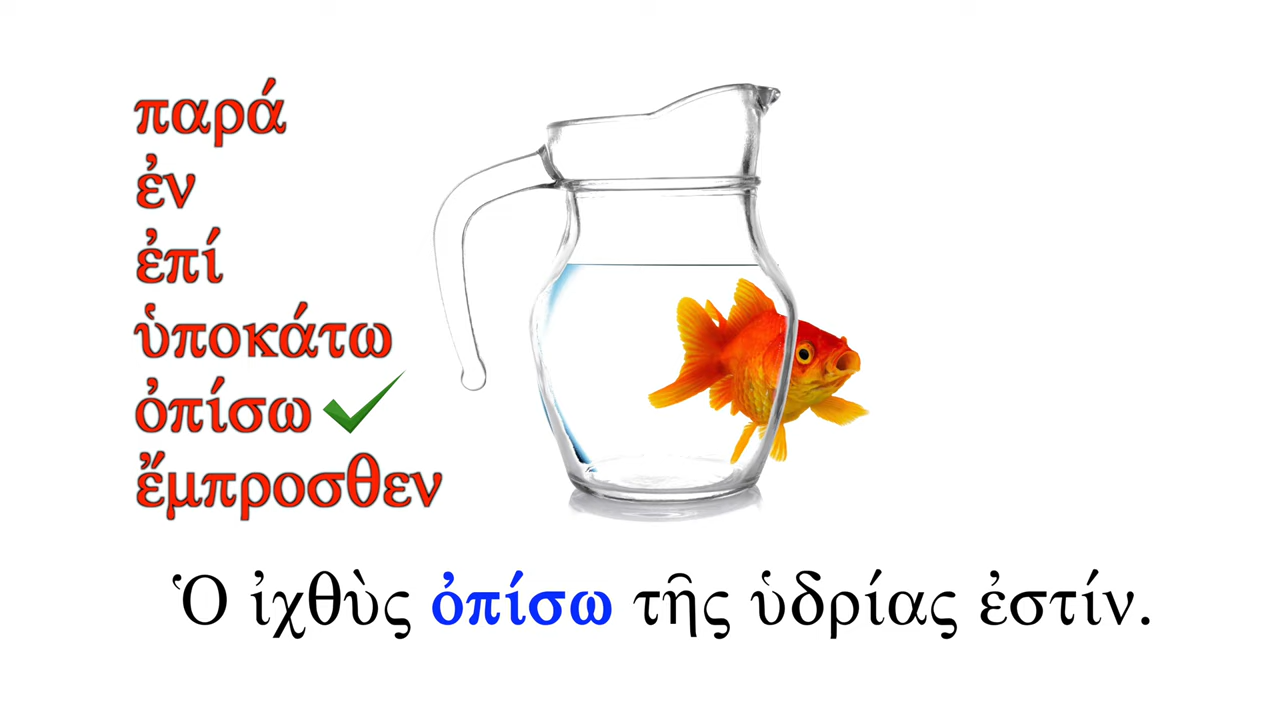 παρά
ἐν
ἐπί
ὑποκάτω
ὀπίσω
ἔμπροσθεν
Ὁ ἰχθὺς ὀπίσω τῆς ὑδρίας ἐστίν.